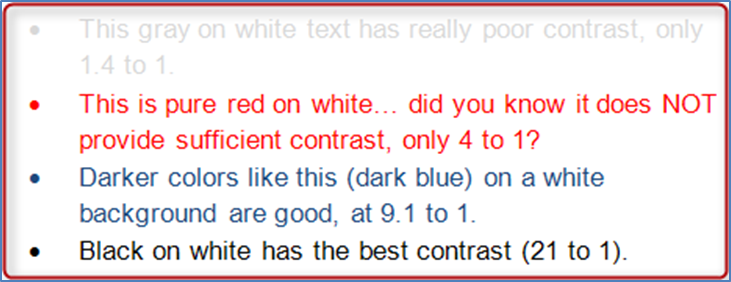 • This gray on white text has really poor contrast, only
1.4 to 1.
• This is pure red on white... did you know it does NOT
provide sufficient contrast, only 4 to 1?
• Darker colors like this (dark blue) on a white
background are good, at 9.1 to 1.
• Black on white has the best contrast (21 to 1).